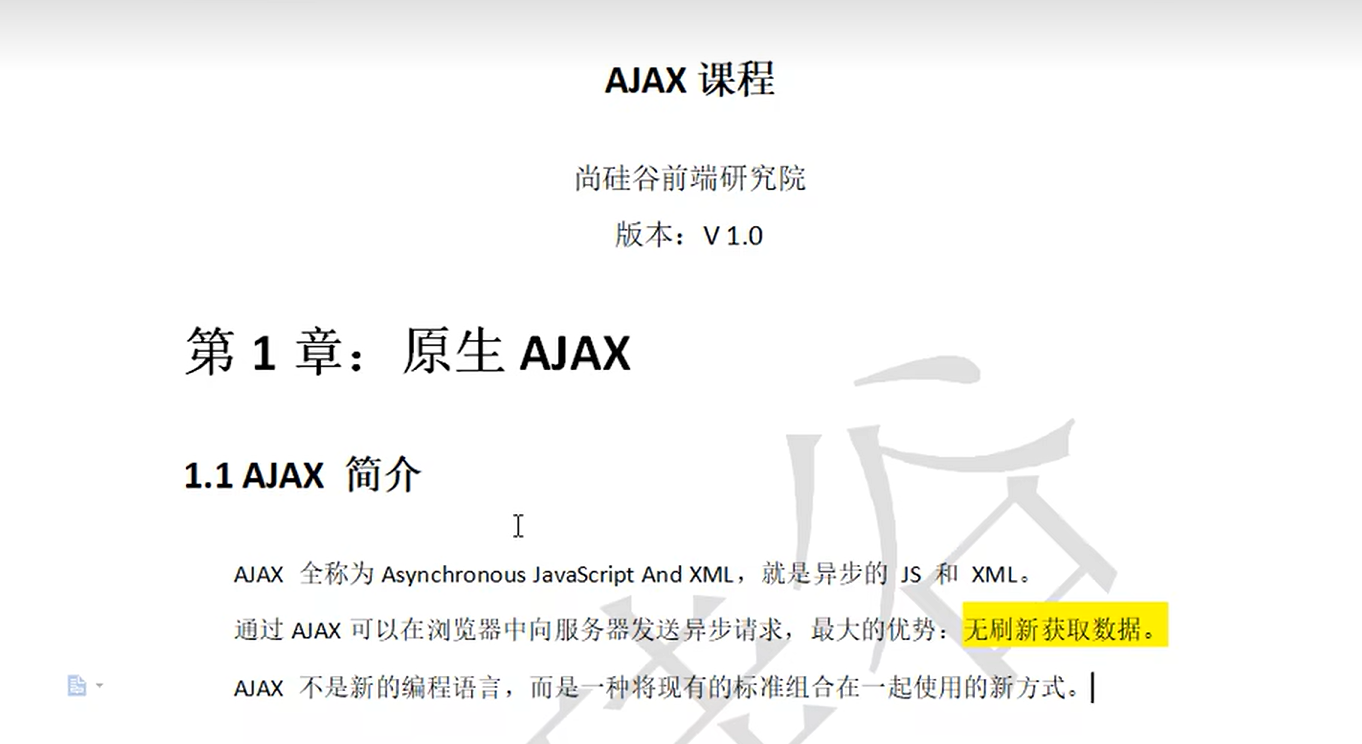 AJAX 课程
尚硅谷前端研究院
版本：V 1.0
第 1 章：原生 AJAX
1.1 AJAX 简介
AJAX 全称为 Asynchronous JavaScript And XML，就是异步的 JS 和 XML。
通过 AJAX 可以在浏览器中向服务器发送异步请求，最大的优势：无刷新获取数据。
AJAX 不是新的编程语言，而是一种将现有的标准组合在一起使用的新方式。